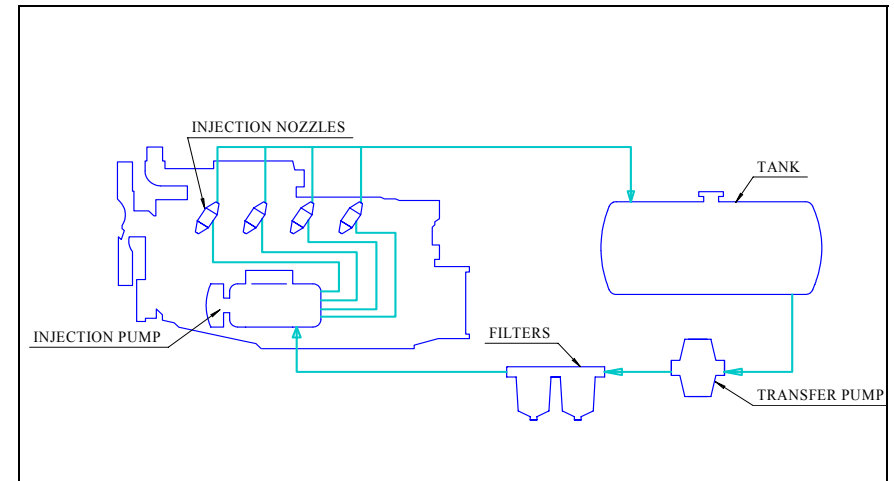 INJECTION NOZZLES
TANK
INJECTION PUMP
FILTERS
TRANSFER PUMP